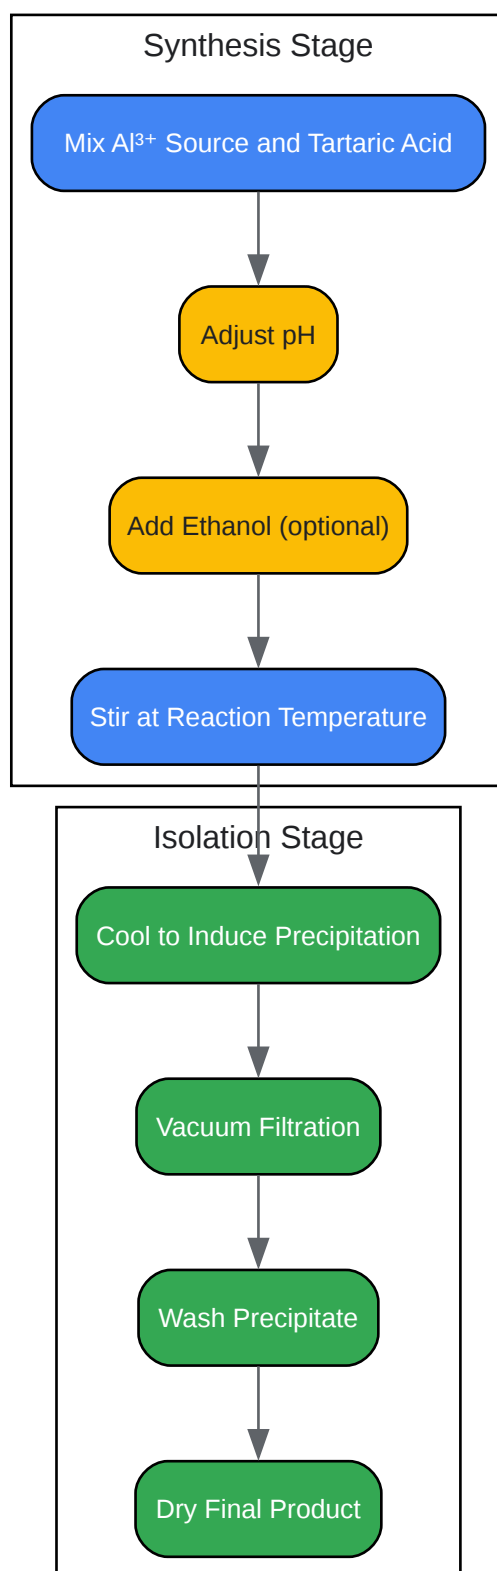 Synthesis Stage
Mix Al³⁺ Source and Tartaric Acid
Adjust pH
Add Ethanol (optional)
Stir at Reaction Temperature
Isolation Stage
Cool to Induce Precipitation
Vacuum Filtration
Wash Precipitate
Dry Final Product